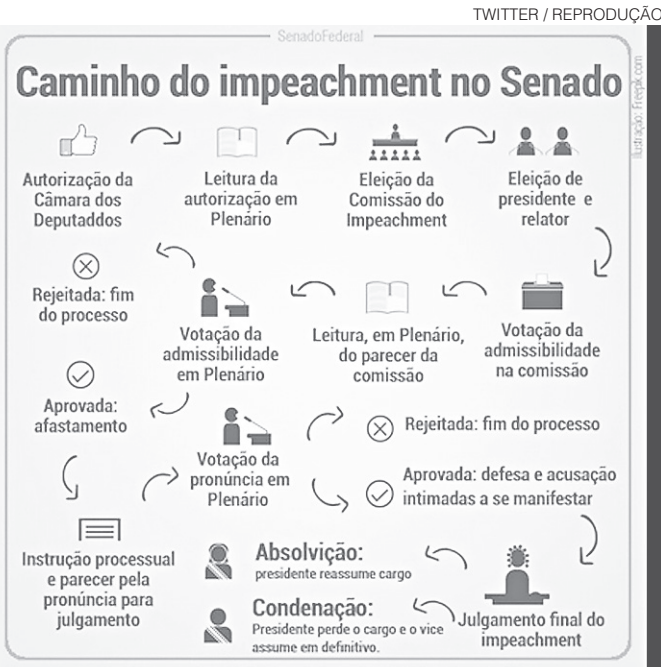 TWITTER / REPRODUÇÃO
SenadoFederal
Caminho do impeachment no Senado
Ilustração: Freepik.com
Autorização da
Câmara dos
Deputaddos
Leitura da
autorização em
Plenário
Eleição da
Comissão do
Impeachment
Eleição de
presidente e
relator
Votação da
admissibilidade
na comissão
Leitura, em Plenário,
do parecer da
comissão
Votação da
admissibilidade
em Plenário
Rejeitada: fim
do processo
Aprovada:
afastamento
Instrução processual
e parecer pela
pronúncia para
julgamento
Votação da
pronúncia em
Plenário
Rejeitada: fim do processo
Aprovada: defesa e acusação
intimadas a se manifestar
Julgamento final do
impeachment
Absolvição:
presidente reassume cargo
Condenação:
Presidente perde o cargo e o vice
assume em definitivo.